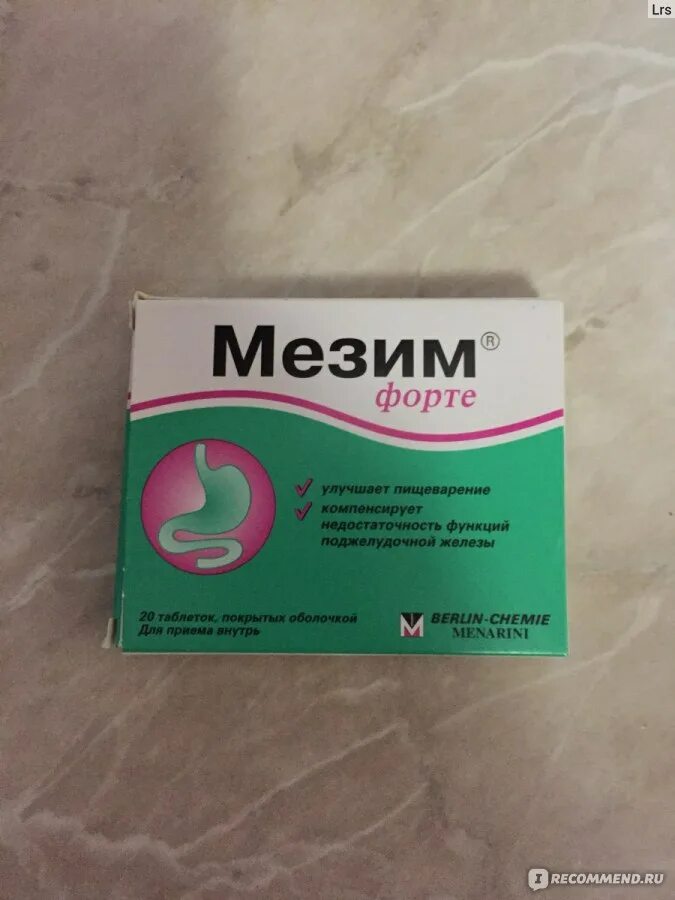 Lrs
Мезим®
форте
улучшает пищеварение
компенсирует
недостаточность функций
поджелудочной железы
20 таблеток, покрытых оболочкой
Для приема внутрь
BERLIN-CHEMIE
MENARINI
IRECOMMEND.RU